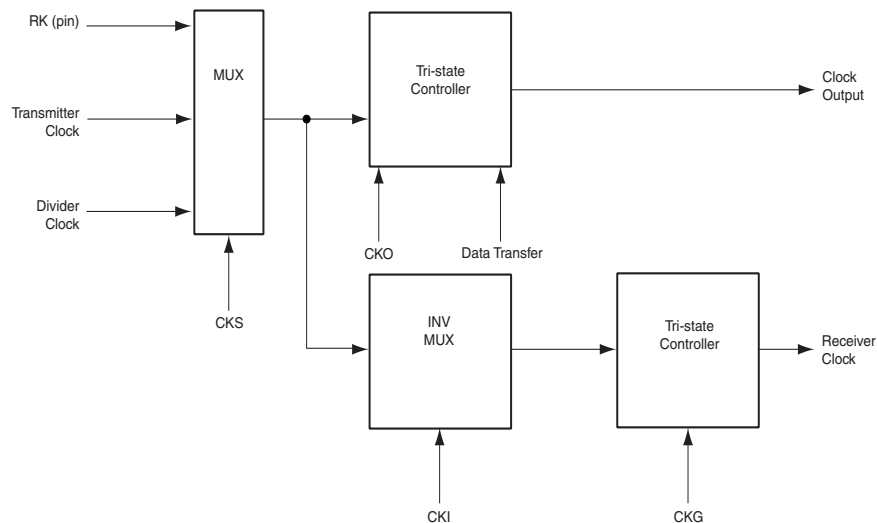 RK (pin)
MUX
Tri-state
Controller
Clock
Output
Transmitter
Clock
Divider
Clock
CKO
Data Transfer
CKS
INV
MUX
Tri-state
Controller
Receiver
Clock
CKI
CKG